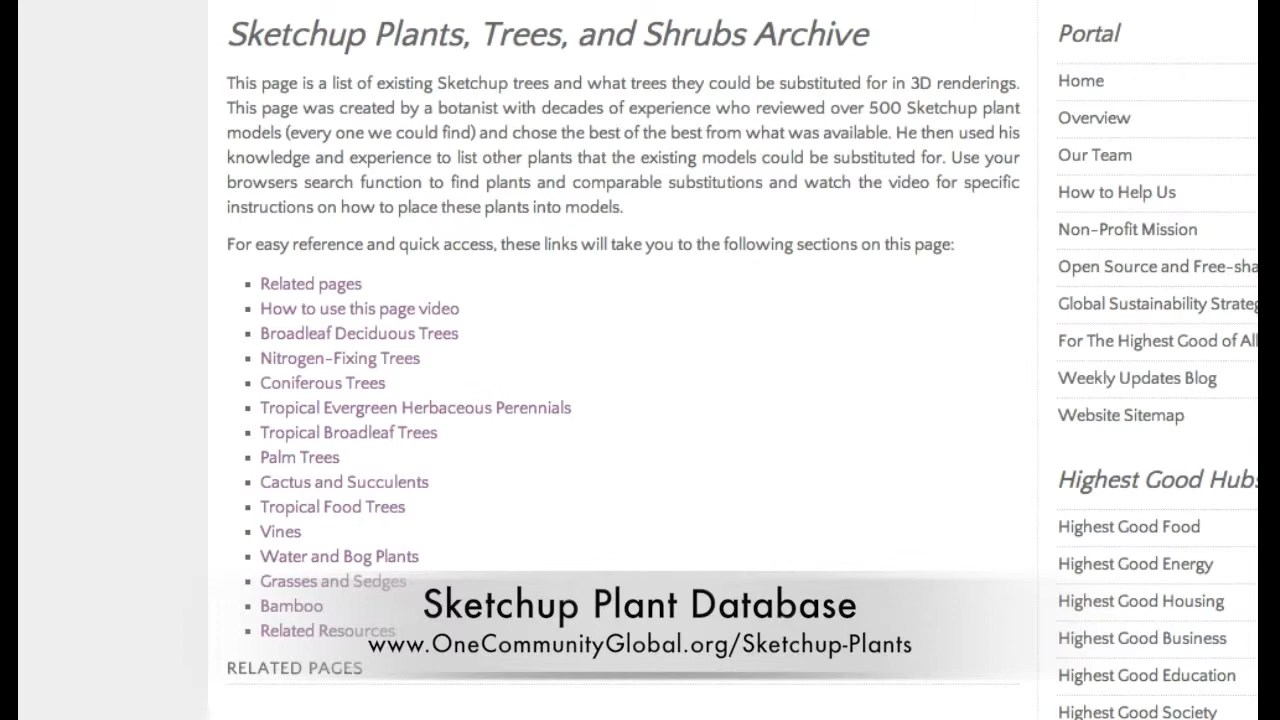 Sketchup Plants, Trees, and Shrubs Archive
This page is a list of existing Sketchup trees and what trees they could be substituted for in 3D renderings.
This page was created by a botanist with decades of experience who reviewed over 500 Sketchup plant
models (every one we could find) and chose the best of the best from what was available. He then used his
knowledge and experience to list other plants that the existing models could be substituted for. Use your
browsers search function to find plants and comparable substitutions and watch the video for specific
instructions on how to place these plants into models.
For easy reference and quick access, these links will take you to the following sections on this page:
Related pages
How to use this page video
Broadleaf Deciduous Trees
Nitrogen-Fixing Trees
Coniferous Trees
Tropical Evergreen Herbaceous Perennials
Tropical Broadleaf Trees
Palm Trees
Cactus and Succulents
Tropical Food Trees
Vines
Water and Bog Plants
Grasses and Sedges
Bamboo
Related Resources
RELATED PAGES
Sketchup Plant Database
www.OneCommunityGlobal.org/Sketchup-Plants
Portal
Home
Overview
Our Team
How to Help Us
Non-Profit Mission
Open Source and Free-sha
Global Sustainability Strateg
For The Highest Good of All
Weekly Updates Blog
Website Sitemap
Highest Good Hubs
Highest Good Food
Highest Good Energy
Highest Good Housing
Highest Good Business
Highest Good Education
Highest Good Society